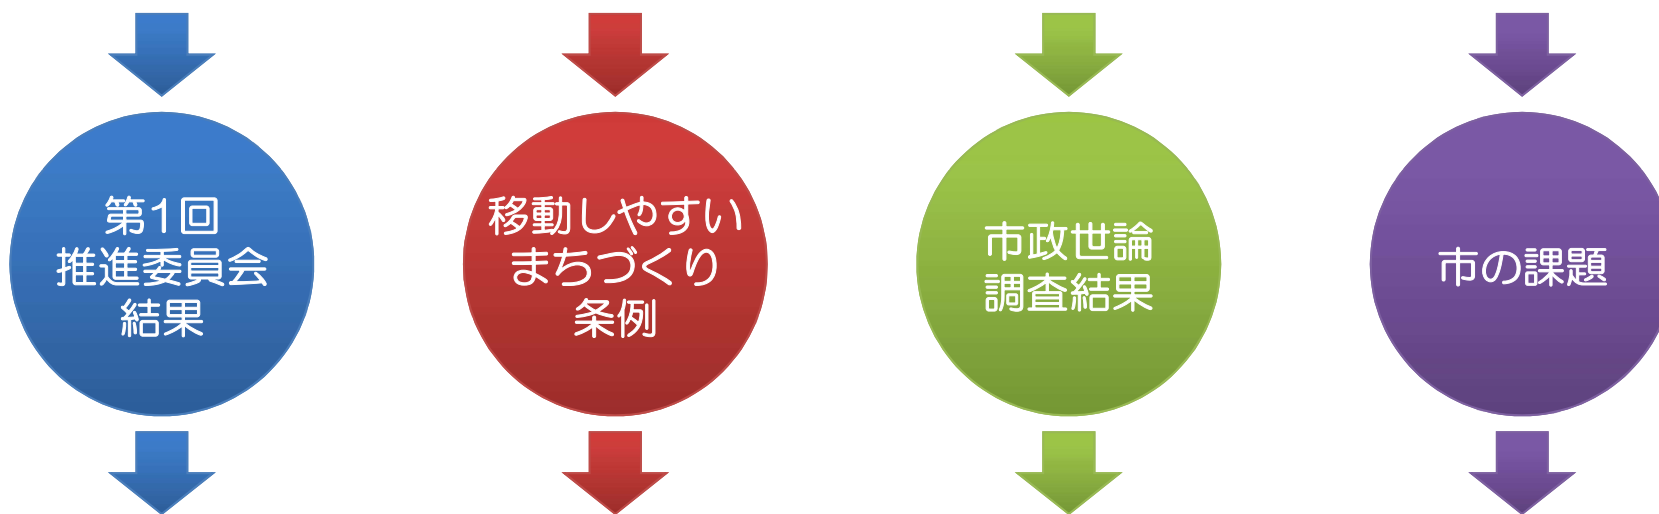 第1回
推進委員会
結果
移動しやすい
まちづくり
条例
市政世論
調査結果
市の課題